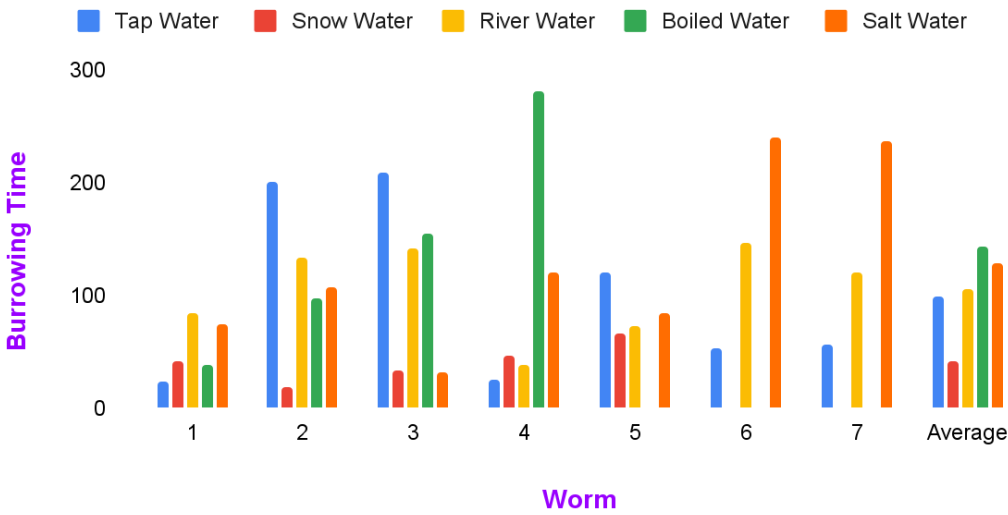 Tap Water Snow Water River Water Boiled Water Salt Water
300
200
100
0
Burrowing Time
1 2 3 4 5 6 7 Average
Worm